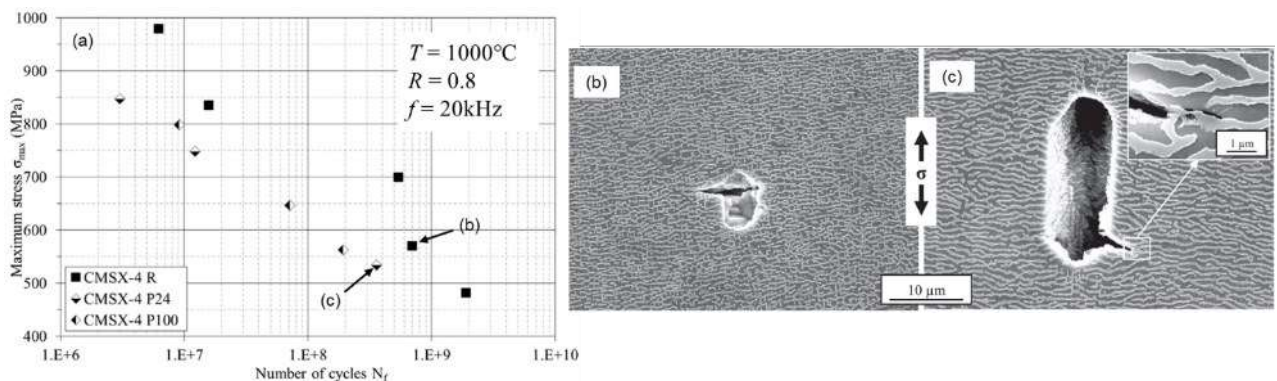 (a)
T = 1000°C
R = 0.8
f = 20kHz
1000
900
800
700
600
500
400
Maximum stress σmax (MPa)
(b)
(c)
CMSX-4 R
CMSX-4 P24
CMSX-4 P100
1.E+6
1.E+7
1.E+8
1.E+9
1.E+10
Number of cycles Nf
(b)
σ
10 µm
(c)
1 µm